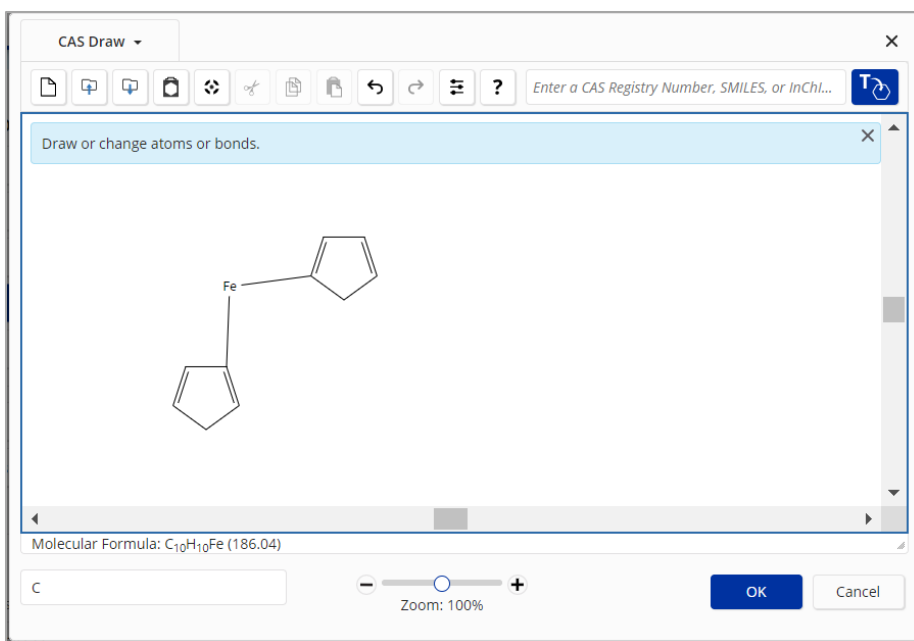 CAS Draw
? Enter a CAS Registry Number, SMILES, or InChI... T
Draw or change atoms or bonds.
Fe
Molecular Formula: C₁₀H₁₀Fe (186.04)
C
Zoom: 100%
OK Cancel